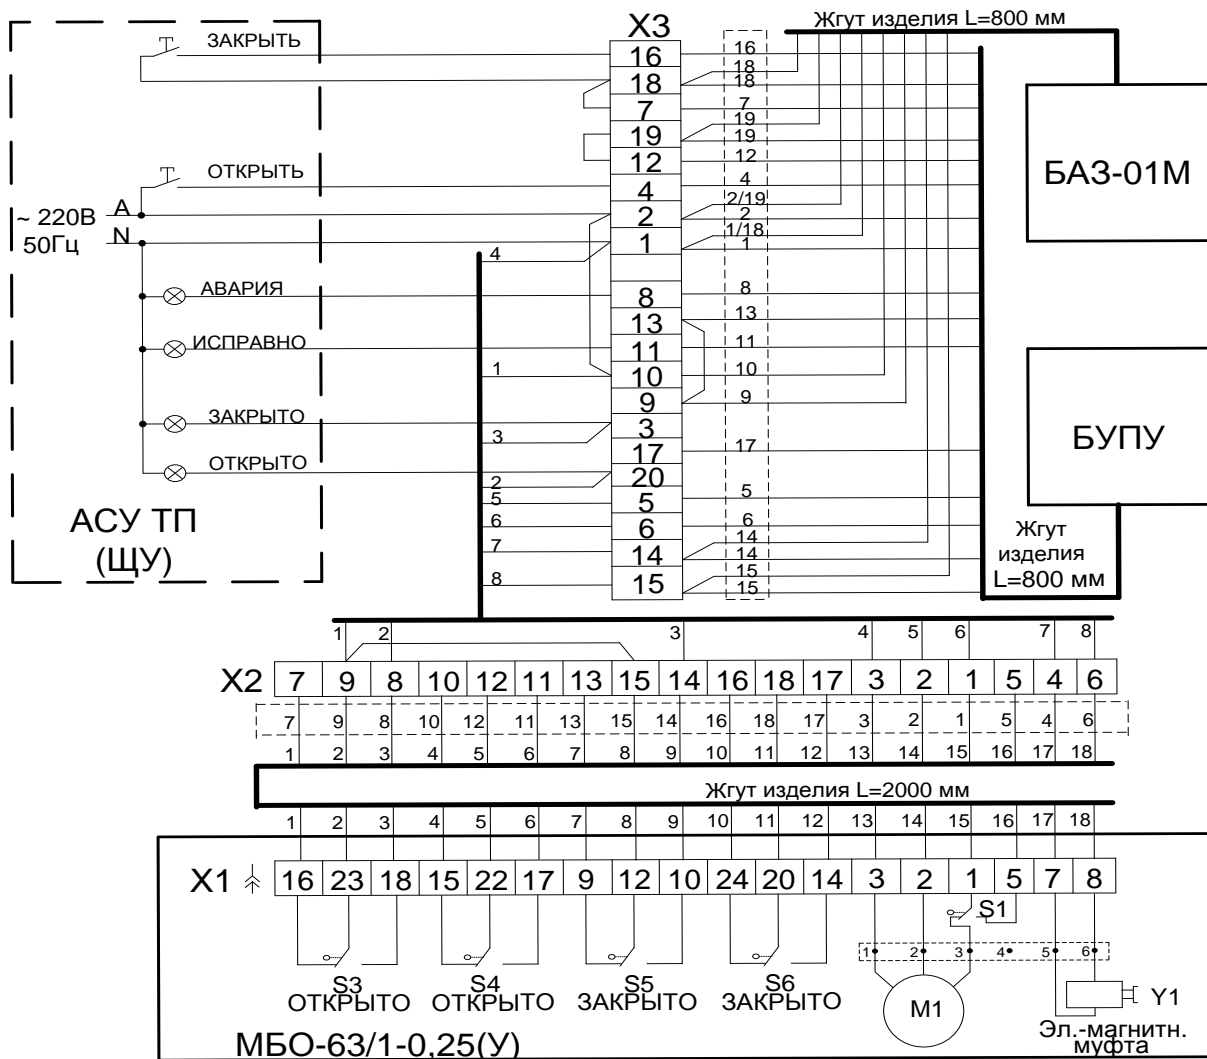 Жгут изделия L=800 мм
X3
ЗАКРЫТЬ
16 16
18 18
18
7 7
19
19 19
12 12
БАЗ-01М
ОТКРЫТЬ
4 4
2/19
~ 220В A
2 2
1/18
50Гц N
1 1
4
АВАРИЯ
8 8
13 13
ИСПРАВНО
11 11
1 10 10
9 9
ЗАКРЫТО
3 3
17 17
ОТКРЫТО
20
2
5 5 5
6 6 6
14
7 14 14
15
8 15 15
БУПУ
АСУ ТП
(ЩУ)
Жгут
изделия
L=800 мм
1 2 3 4 5 6 7 8
X2 7 9 8 10 12 11 13 15 14 16 18 17 3 2 1 5 4 6
7 9 8 10 12 11 13 15 14 16 18 17 3 2 1 5 4 6
1 2 3 4 5 6 7 8 9 10 11 12 13 14 15 16 17 18
Жгут изделия L=2000 мм
1 2 3 4 5 6 7 8 9 10 11 12 13 14 15 16 17 18
X1 16 23 18 15 22 17 9 12 10 24 20 14 3 2 1 5 7 8
S1
1 2 3 4 5 6
S3 S4 S5 S6
ОТКРЫТО ОТКРЫТО ЗАКРЫТО ЗАКРЫТО
M1
Y1
Эл.-магнитн.
муфта
МБО-63/1-0,25(У)